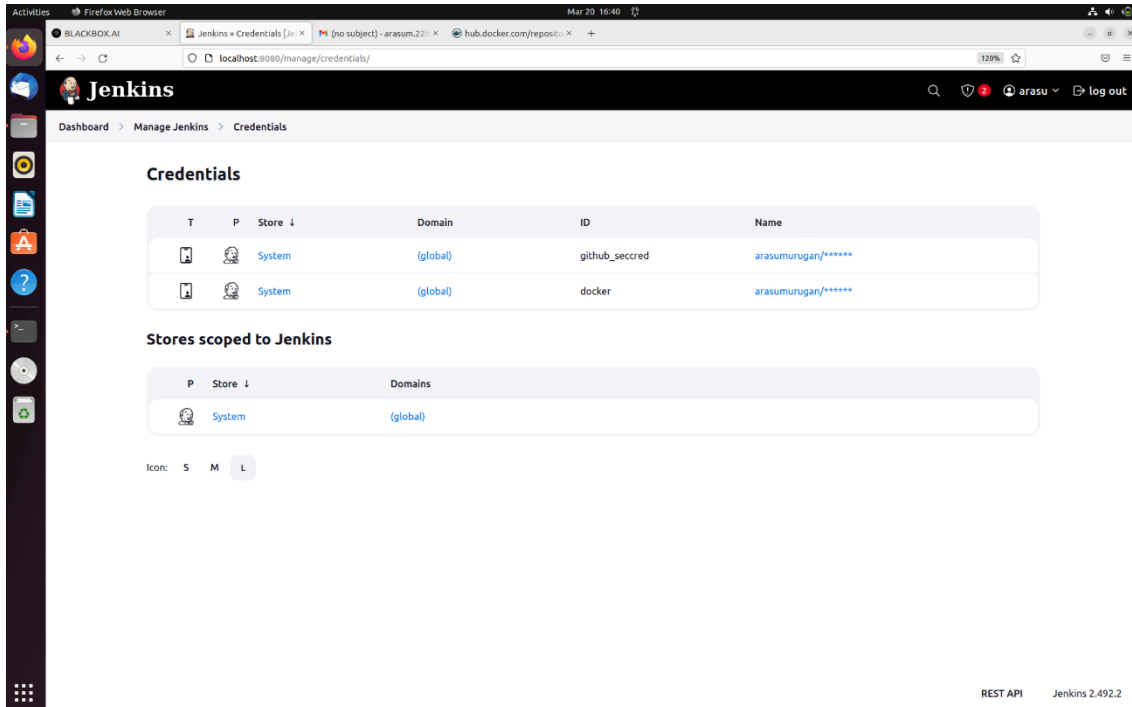 Activities Firefox Web Browser Mar 20 16:40
BLACKBOX.AI × Jenkins » Credentials [Je × (no subject) - arasum.22it × hub.docker.com/reposito × +
localhost:8080/manage/credentials/ 120%
Jenkins 2 arasu log out
Dashboard > Manage Jenkins > Credentials
Credentials
T P Store ↓ Domain ID Name
System (global) github_seccred arasumurugan/******
System (global) docker arasumurugan/******
Stores scoped to Jenkins
P Store ↓ Domains
System (global)
Icon: S M L
REST API Jenkins 2.492.2